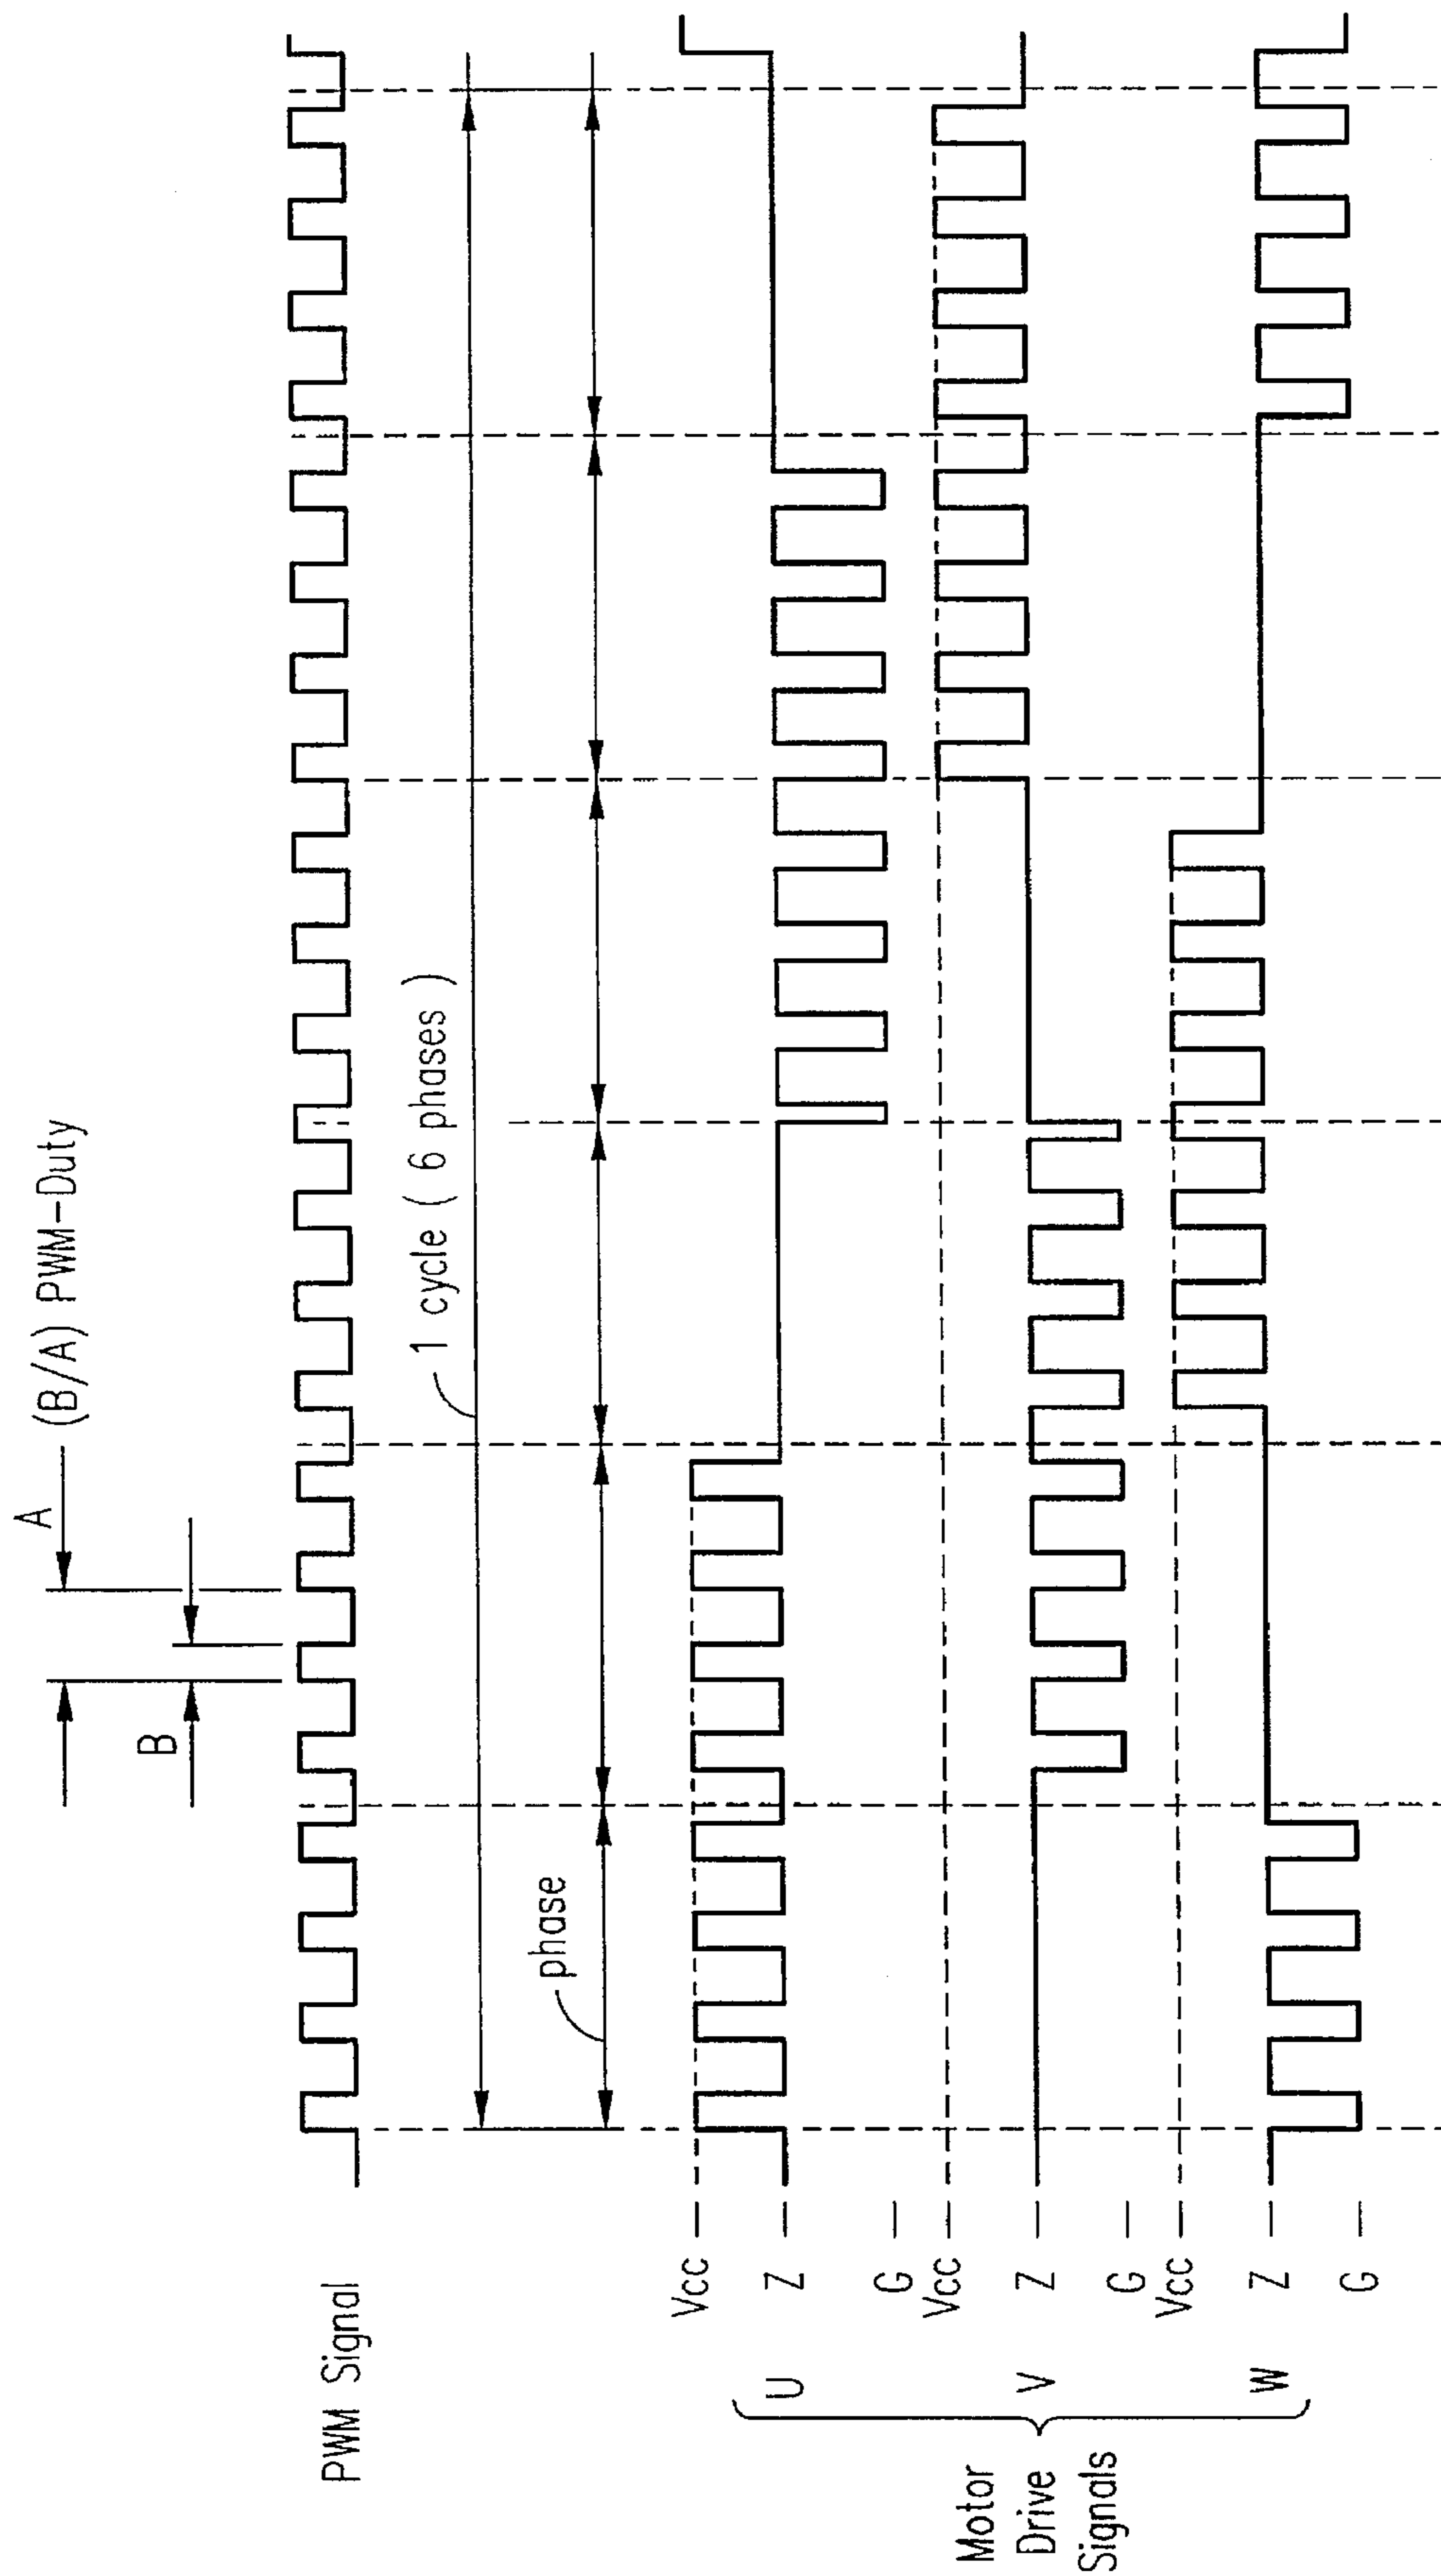 A
(B/A) PWM-Duty
B
PWM Signal
1 cycle ( 6 phases )
phase
Motor
Drive
Signals
U
Vcc
Z
G
V
Vcc
Z
G
W
Vcc
Z
G